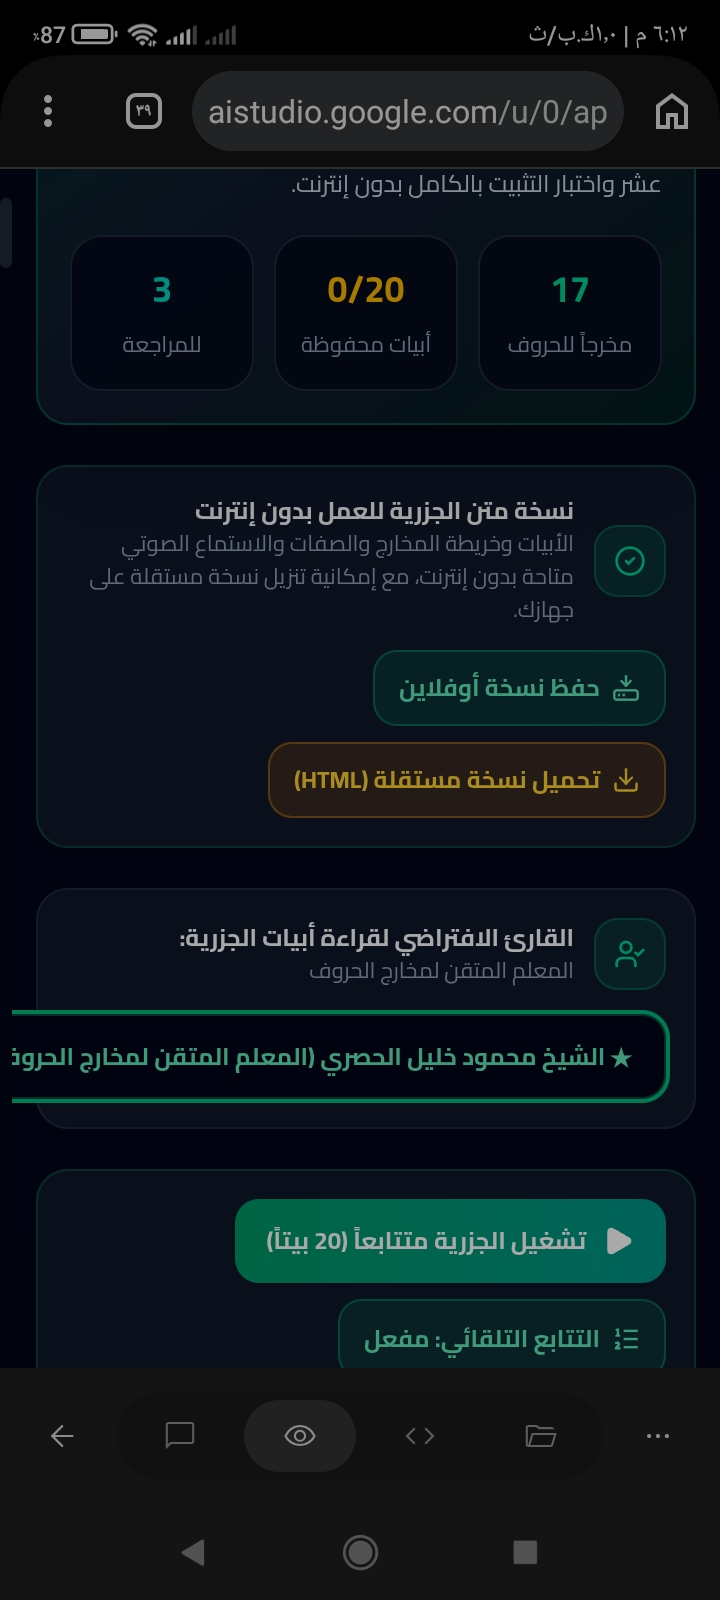 ٦:١٢ م | ١,٠ك.ب/ث
87٪
٣٩
aistudio.google.com/u/0/ap
عشر واختبار التثبيت بالكامل بدون إنترنت.
17
مخرجاً للحروف
0/20
أبيات محفوظة
3
للمراجعة
نسخة متن الجزرية للعمل بدون إنترنت
الأبيات وخريطة المخارج والصفات والاستماع الصوتي
متاحة بدون إنترنت، مع إمكانية تنزيل نسخة مستقلة على
جهازك.
حفظ نسخة أوفلاين
تحميل نسخة مستقلة (HTML)
القارئ الافتراضي لقراءة أبيات الجزرية:
المعلم المتقن لمخارج الحروف
★ الشيخ محمود خليل الحصري (المعلم المتقن لمخارج الحروف
تشغيل الجزرية متتابعاً (20 بيتاً)
التتابع التلقائي: مفعل